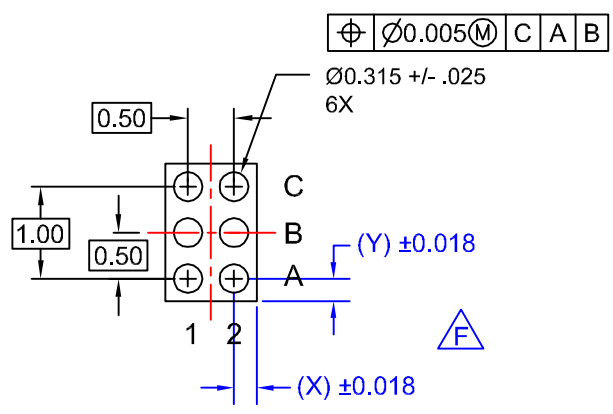 ⌖ Ø0.005Ⓜ C A B
Ø0.315 +/- .025
6X
0.50
C
1.00
B
0.50
(Y) ±0.018
A
1 2
F
(X) ±0.018